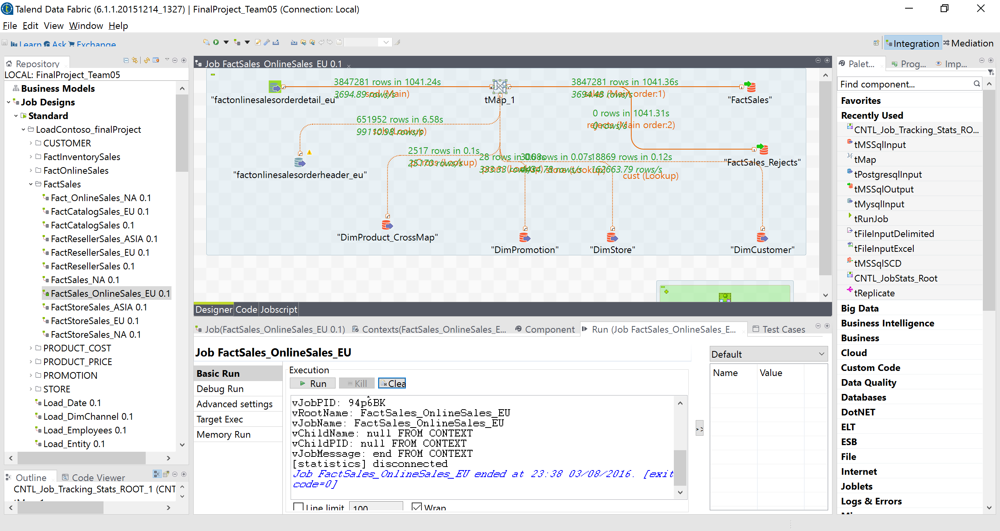 Talend Data Fabric (6.1.1.20151214_1327) | FinalProject_Team05 (Connection: Local)
File Edit View Window Help
Learn Ask Exchange
Integration Mediation
Repository
LOCAL: FinalProject_Team05
Business Models
Job Designs
Standard
LoadContoso_finalProject
CUSTOMER
FactInventorySales
FactOnlineSales
FactSales
Fact_OnlineSales_NA 0.1
FactCatalogSales_EU 0.1
FactCatalogSales 0.1
FactResellerSales_ASIA 0.1
FactResellerSales_EU 0.1
FactResellerSales 0.1
FactSales_NA 0.1
FactSales_OnlineSales_EU 0.1
FactStoreSales_ASIA 0.1
FactStoreSales_EU 0.1
FactStoreSales_NA 0.1
PRODUCT_COST
PRODUCT_PRICE
PROMOTION
STORE
Load_Date 0.1
Load_DimChannel 0.1
Load_Employees 0.1
Load_Entity 0.1
Outline Code Viewer
CNTL_Job_Tracking_Stats_ROOT_1 (CNT
Job FactSales_OnlineSales_EU 0.1
3847281 rows in 1041.24s
3694.89 rows/s
sod (Main)
3847281 rows in 1041.36s
3694.48 rows/s
sales (Main order:1)
"factonlinesalesorderdetail_eu"
tMap_1
"FactSales"
651952 rows in 6.58s
99110.98 rows/s
soh (Lookup)
0 rows in 1041.31s
0 rows/s
rejects (Main order:2)
"factonlinesalesorderheader_eu"
2517 rows in 0.1s
25170 rows/s
pCross (Lookup)
28 rows in 0.08s
333.33 rows/s
prom (Lookup)
306 rows in 0.07s
4434.78 rows/s
store (Lookup)
18869 rows in 0.12s
162663.79 rows/s
cust (Lookup)
"FactSales_Rejects"
"DimProduct_CrossMap"
"DimPromotion"
"DimStore"
"DimCustomer"
Designer Code Jobscript
Job(FactSales_OnlineSales_EU 0.1) Contexts(FactSales_OnlineSales_E... Component Run (Job FactSales_OnlineSales_E... Test Cases
Job FactSales_OnlineSales_EU
Basic Run
Debug Run
Advanced settings
Target Exec
Memory Run
Execution
Run Kill Clea
vJobPID: 94p6BK
vRootName: FactSales_OnlineSales_EU
vJobName: FactSales_OnlineSales_EU
vChildName: null FROM CONTEXT
vChildPID: null FROM CONTEXT
vJobMessage: end FROM CONTEXT
[statistics] disconnected
Job FactSales_OnlineSales_EU ended at 23:38 03/08/2016. [exit
code=0]
Line limit 100 Wrap
Default
Name Value
Palet... Prog... Imp...
Find component...
Favorites
Recently Used
CNTL_Job_Tracking_Stats_RO...
tMSSqlInput
tMap
tPostgresqlInput
tMSSqlOutput
tMysqlInput
tRunJob
tFileInputDelimited
tFileInputExcel
tMSSqlSCD
CNTL_JobStats_Root
tReplicate
Big Data
Business Intelligence
Business
Cloud
Custom Code
Data Quality
Databases
DotNET
ELT
ESB
File
Internet
Joblets
Logs & Errors